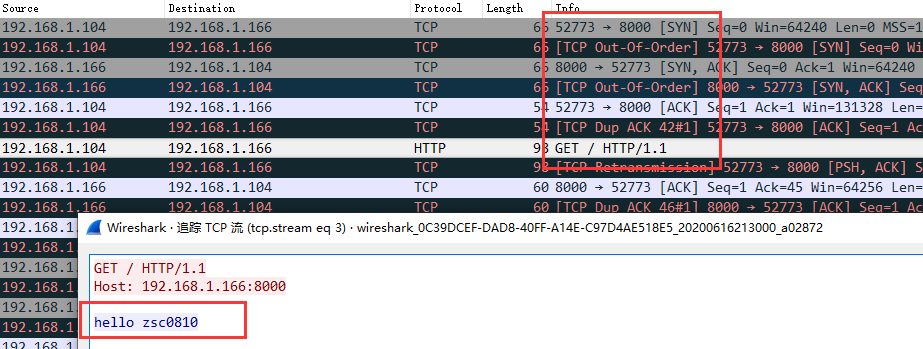 Source Destination Protocol Length Info
192.168.1.104 192.168.1.166 TCP 66 52773 → 8000 [SYN] Seq=0 Win=64240 Len=0 MSS=1
192.168.1.104 192.168.1.166 TCP 66 [TCP Out-Of-Order] 52773 → 8000 [SYN] Seq=0 W
192.168.1.166 192.168.1.104 TCP 66 8000 → 52773 [SYN, ACK] Seq=0 Ack=1 Win=64240
192.168.1.166 192.168.1.104 TCP 66 [TCP Out-Of-Order] 8000 → 52773 [SYN, ACK] Se
192.168.1.104 192.168.1.166 TCP 54 52773 → 8000 [ACK] Seq=1 Ack=1 Win=131328 Len=
192.168.1.104 192.168.1.166 TCP 54 [TCP Dup ACK 42#1] 52773 → 8000 [ACK] Seq=1 Ac
192.168.1.104 192.168.1.166 HTTP 98 GET / HTTP/1.1
192.168.1.104 192.168.1.166 TCP 98 [TCP Retransmission] 52773 → 8000 [PSH, ACK] S
192.168.1.166 192.168.1.104 TCP 60 8000 → 52773 [ACK] Seq=1 Ack=45 Win=64256 Len=
192.168.1.166 192.168.1.104 TCP 60 [TCP Dup ACK 46#1] 8000 → 52773 [ACK] Seq=1 Ac
192.168.1.
Wireshark · 追踪 TCP 流 (tcp.stream eq 3) · wireshark_0C39DCEF-DAD8-40FF-A14E-C97D4AE518E5_20200616213000_a02872
192.168.1.
192.168.1. GET / HTTP/1.1
192.168.1. Host: 192.168.1.166:8000
192.168.1.
192.168.1. hello zsc0810
192.168.1